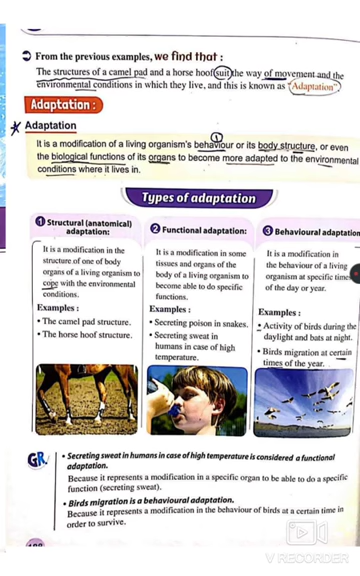 From the previous examples, we find that :
The structures of a camel pad and a horse hoof suit the way of movement and the
environmental conditions in which they live, and this is known as "Adaptation".
Adaptation :
Adaptation
1
It is a modification of a living organism's behaviour or its body structure, or even
the biological functions of its organs to become more adapted to the environmental
conditions where it lives in.
Types of adaptation
1 Structural (anatomical)
adaptation:
It is a modification in the
structure of one of body
organs of a living organism to
cope with the environmental
conditions.
Examples :
• The camel pad structure.
• The horse hoof structure.
2 Functional adaptation:
It is a modification in some
tissues and organs of the
body of a living organism to
become able to do specific
functions.
Examples :
• Secreting poison in snakes.
• Secreting sweat in
humans in case of high
temperature.
3 Behavioural adaptation
It is a modification in
the behaviour of a living
organism at specific times
of the day or year.
Examples :
• Activity of birds during the
daylight and bats at night.
• Birds migration at certain
times of the year.
GR.
• Secreting sweat in humans in case of high temperature is considered a functional
adaptation.
Because it represents a modification in a specific organ to be able to do a specific
function (secreting sweat).
• Birds migration is a behavioural adaptation.
Because it represents a modification in the behaviour of birds at a certain time in
order to survive.
V RECORDER